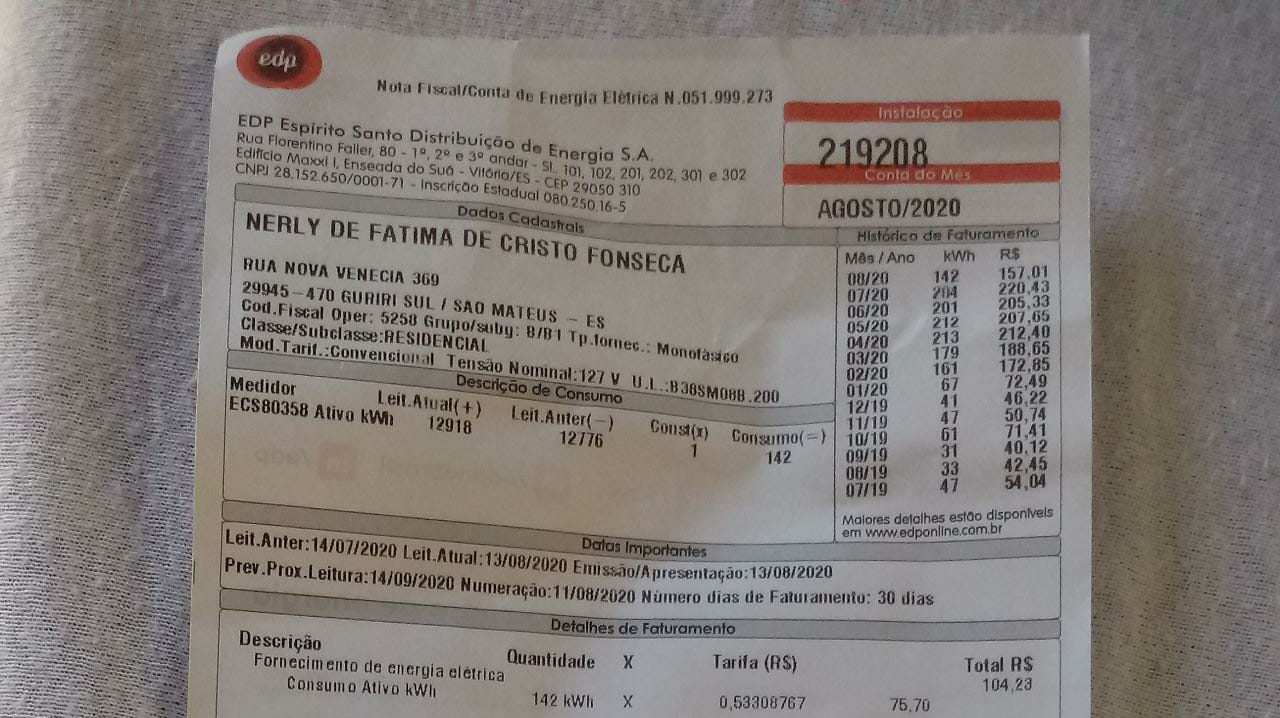 edp
Nota Fiscal/Conta de Energia Elétrica N.051.999.273
EDP Espírito Santo Distribuição de Energia S.A.
Rua Florentino Faller, 80 - 1º, 2º e 3º andar - Sl. 101, 102, 201, 202, 301 e 302
Edifício Maxxi I, Enseada do Suá - Vitória/ES - CEP 29050 310
CNPJ 28.152.650/0001-71 - Inscrição Estadual 080.250.16-5
Instalação
219208
Conta do Mês
AGOSTO/2020
Dados Cadastrais
NERLY DE FATIMA DE CRISTO FONSECA
RUA NOVA VENECIA 369
29945-470 GURIRI SUL / SAO MATEUS - ES
Cod.Fiscal Oper: 5258 Grupo/subg: B/B1 Tp.fornec.: Monofásico
Classe/Subclasse:RESIDENCIAL
Mod.Tarif.:Convencional Tensão Nominal:127 V U.L.:B38SM08B.200
Histórico de Faturamento
Mês / Ano kWh R$
08/20 142 157,01
07/20 204 220,43
06/20 201 205,33
05/20 212 207,65
04/20 213 212,40
03/20 179 188,65
02/20 161 172,85
01/20 67 72,49
12/19 41 46,22
11/19 47 50,74
10/19 61 71,41
09/19 31 40,12
08/19 33 42,45
07/19 47 54,04
Maiores detalhes estão disponíveis
em www.edponline.com.br
Descrição de Consumo
Medidor Leit.Atual(+) Leit.Anter(-) Const(x) Consumo(=)
ECS80358 Ativo kWh 12918 12776 1 142
Datas Importantes
Leit.Anter:14/07/2020 Leit.Atual:13/08/2020 Emissão/Apresentação:13/08/2020
Prev.Prox.Leitura:14/09/2020 Numeração:11/08/2020 Número dias de Faturamento: 30 dias
Detalhes de Faturamento
Descrição Quantidade X Tarifa (R$) Total R$
Fornecimento de energia elétrica 104,23
Consumo Ativo kWh 142 kWh X 0,53308767 75,70